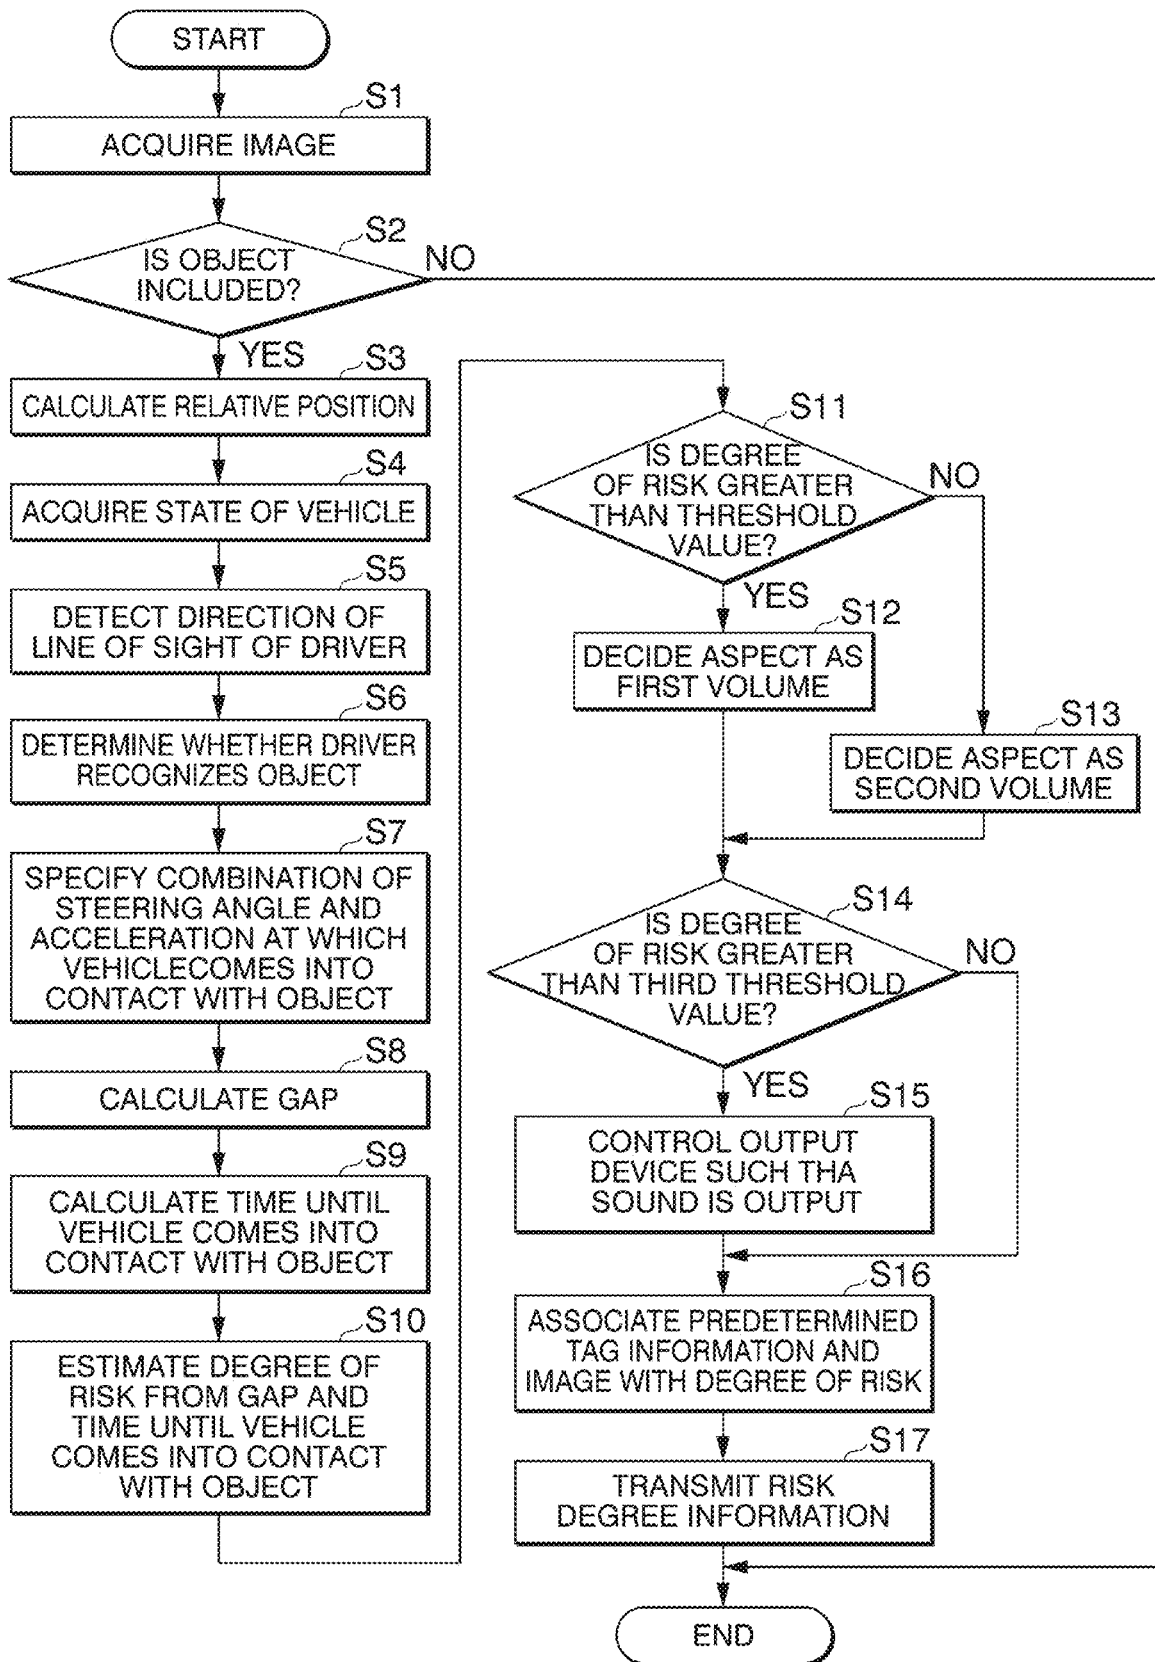 START
S1
ACQUIRE IMAGE
S2
IS OBJECT
INCLUDED?
NO
YES
S3
CALCULATE RELATIVE POSITION
S4
ACQUIRE STATE OF VEHICLE
S5
DETECT DIRECTION OF
LINE OF SIGHT OF DRIVER
S6
DETERMINE WHETHER DRIVER
RECOGNIZES OBJECT
S7
SPECIFY COMBINATION OF
STEERING ANGLE AND
ACCELERATION AT WHICH
VEHICLECOMES INTO
CONTACT WITH OBJECT
S8
CALCULATE GAP
S9
CALCULATE TIME UNTIL
VEHICLE COMES INTO
CONTACT WITH OBJECT
S10
ESTIMATE DEGREE OF
RISK FROM GAP AND
TIME UNTIL VEHICLE
COMES INTO CONTACT
WITH OBJECT
S11
IS DEGREE
OF RISK GREATER
THAN THRESHOLD
VALUE?
NO
YES
S12
DECIDE ASPECT AS
FIRST VOLUME
S13
DECIDE ASPECT AS
SECOND VOLUME
S14
IS DEGREE
OF RISK GREATER
THAN THIRD THRESHOLD
VALUE?
NO
YES
S15
CONTROL OUTPUT
DEVICE SUCH THA
SOUND IS OUTPUT
S16
ASSOCIATE PREDETERMINED
TAG INFORMATION AND
IMAGE WITH DEGREE OF RISK
S17
TRANSMIT RISK
DEGREE INFORMATION
END